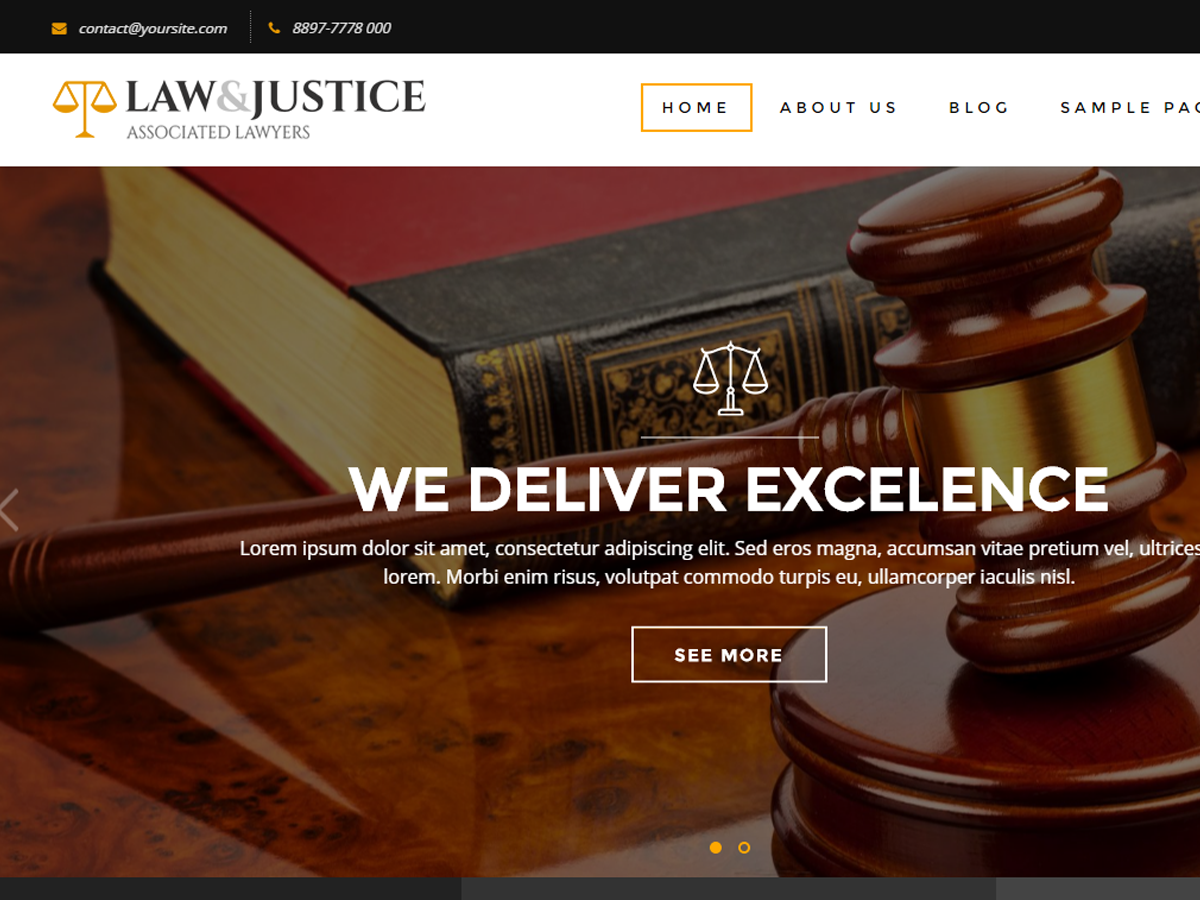 contact@yoursite.com
8897-7778 000
LAW&JUSTICE
ASSOCIATED LAWYERS
HOME
ABOUT US
BLOG
SAMPLE
WE DELIVER EXCELENCE
Lorem ipsum dolor sit amet, consectetur adipiscing elit. Sed eros magna, accumsan vitae pretium vel, ultrices
lorem. Morbi enim risus, volutpat commodo turpis eu, ullamcorper iaculis nisl.
SEE MORE